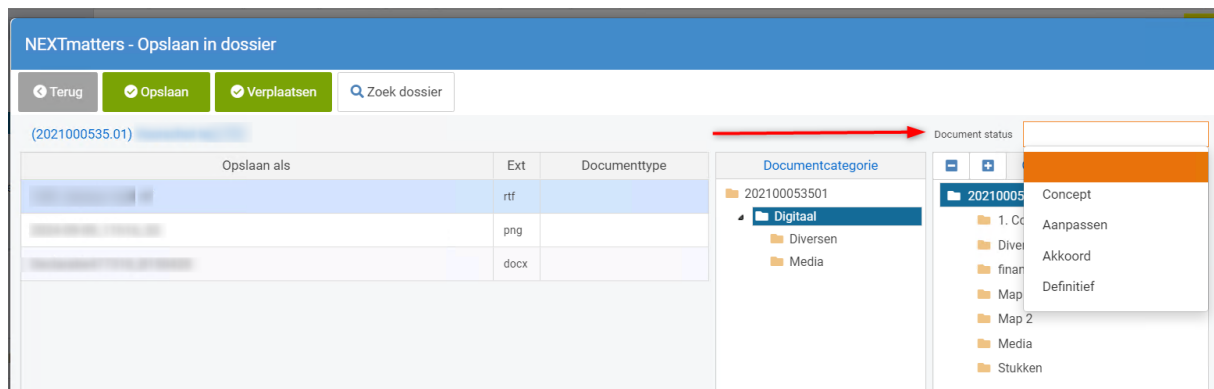 NEXTmatters - Opslaan in dossier
Terug Opslaan Verplaatsen Zoek dossier
(2021000535.01)
Document status
Opslaan als Ext Documenttype Documentcategorie
rtf
png
docx
202100053501
Digitaal
Diversen
Media
20210005
1. Co
Diver
finan
Map
Map 2
Media
Stukken
Concept
Aanpassen
Akkoord
Definitief